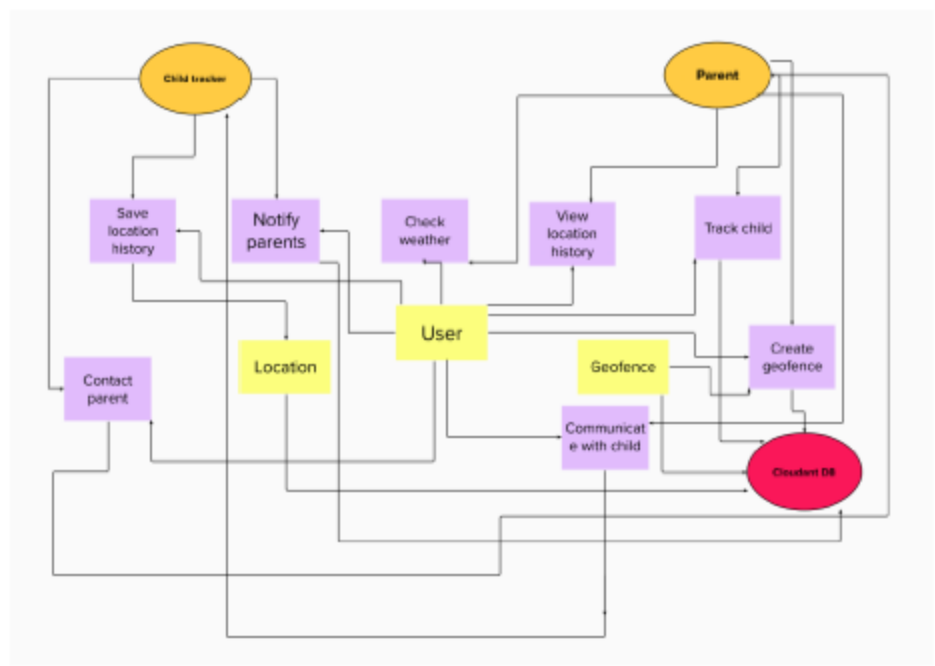 Child tracker
Parent
Save
location
history
Notify
parents
Check
weather
View
location
history
Track child
User
Location
Geofence
Create
geofence
Contact
parent
Communicat
e with child
Cloudant DB